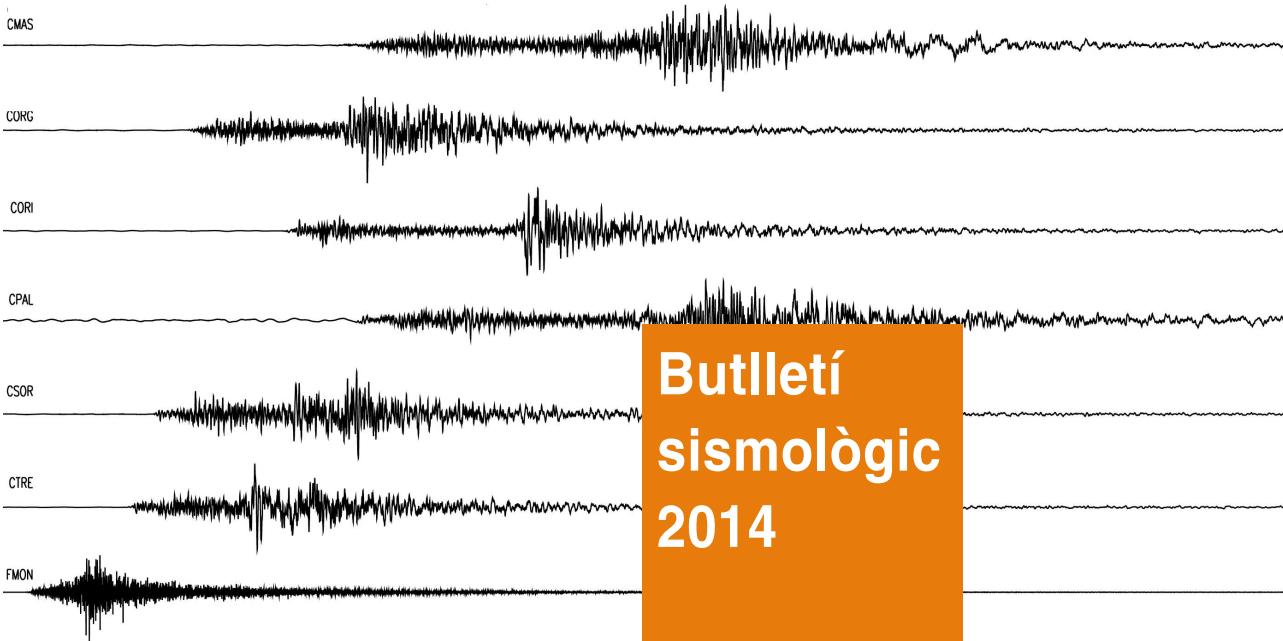 CMAS
CORG
CORI
CPAL
CSOR
CTRE
FMON
Butlletí
sismològic
2014